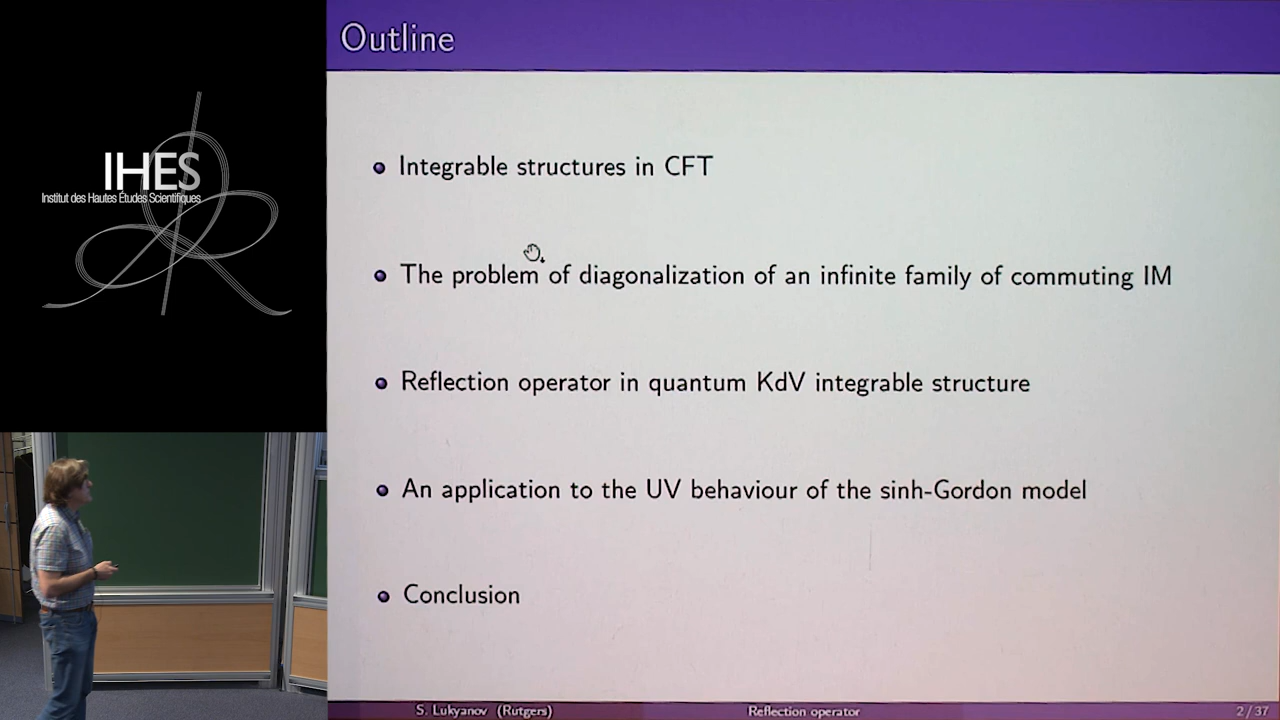 IHES
Institut des Hautes Études Scientifiques
Outline
Integrable structures in CFT
The problem of diagonalization of an infinite family of commuting IM
Reflection operator in quantum KdV integrable structure
An application to the UV behaviour of the sinh-Gordon model
Conclusion
S. Lukyanov (Rutgers) Reflection operator 2 / 37